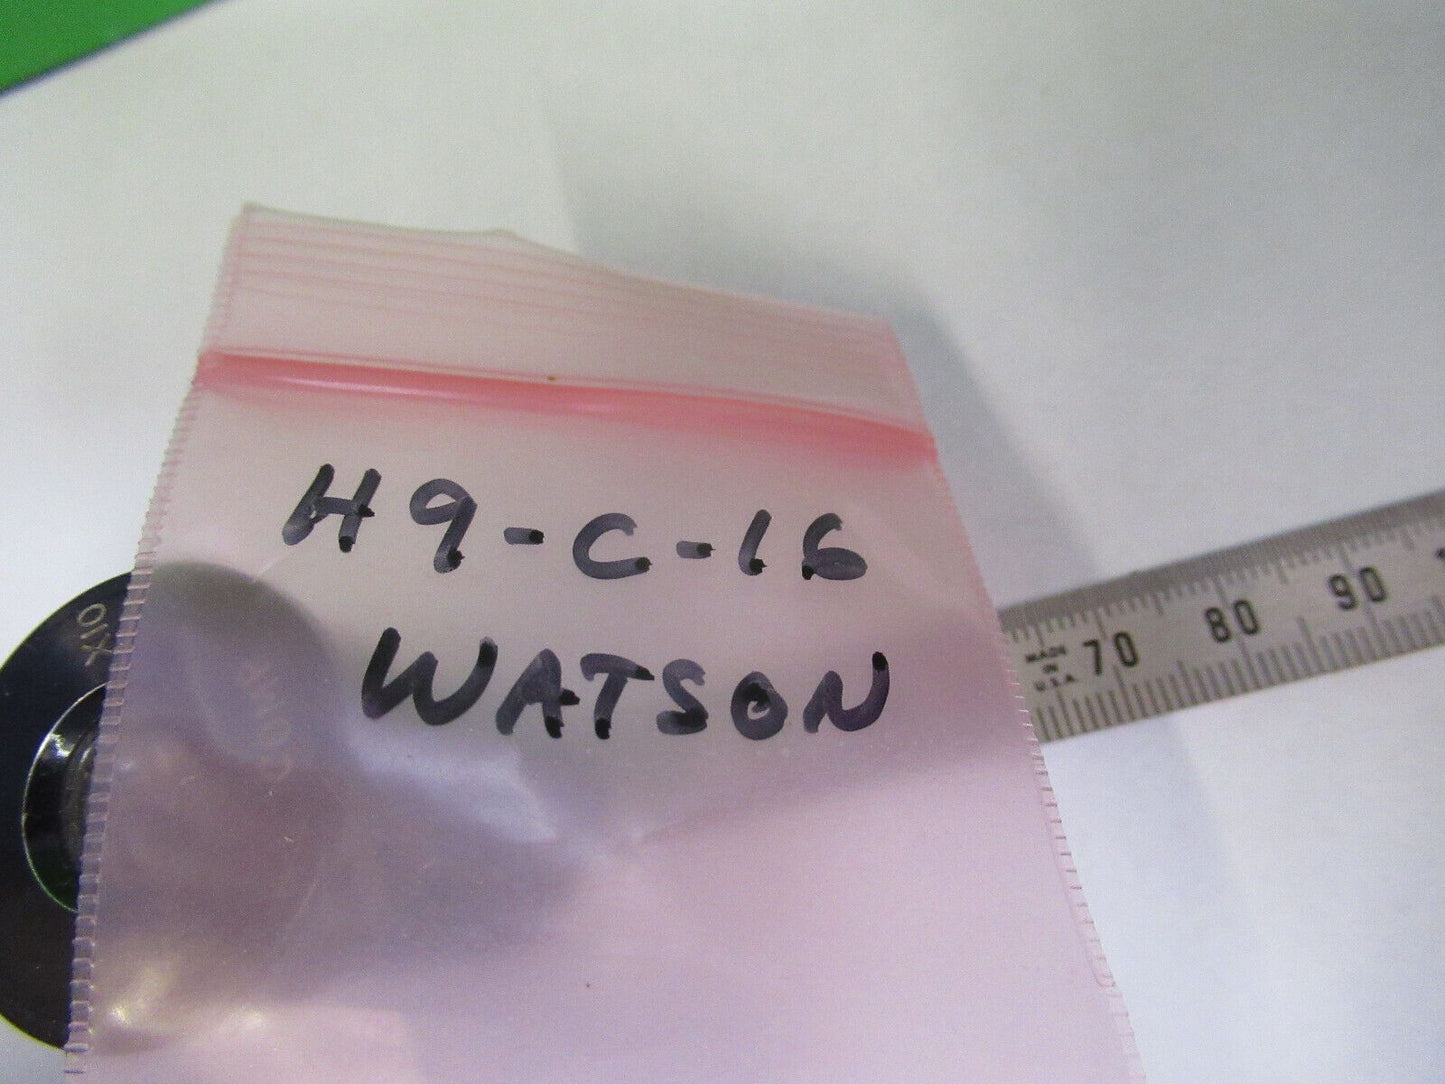 H9-C-16
WATSON
X10
MADE
IN
U.S.A.
70 80 90